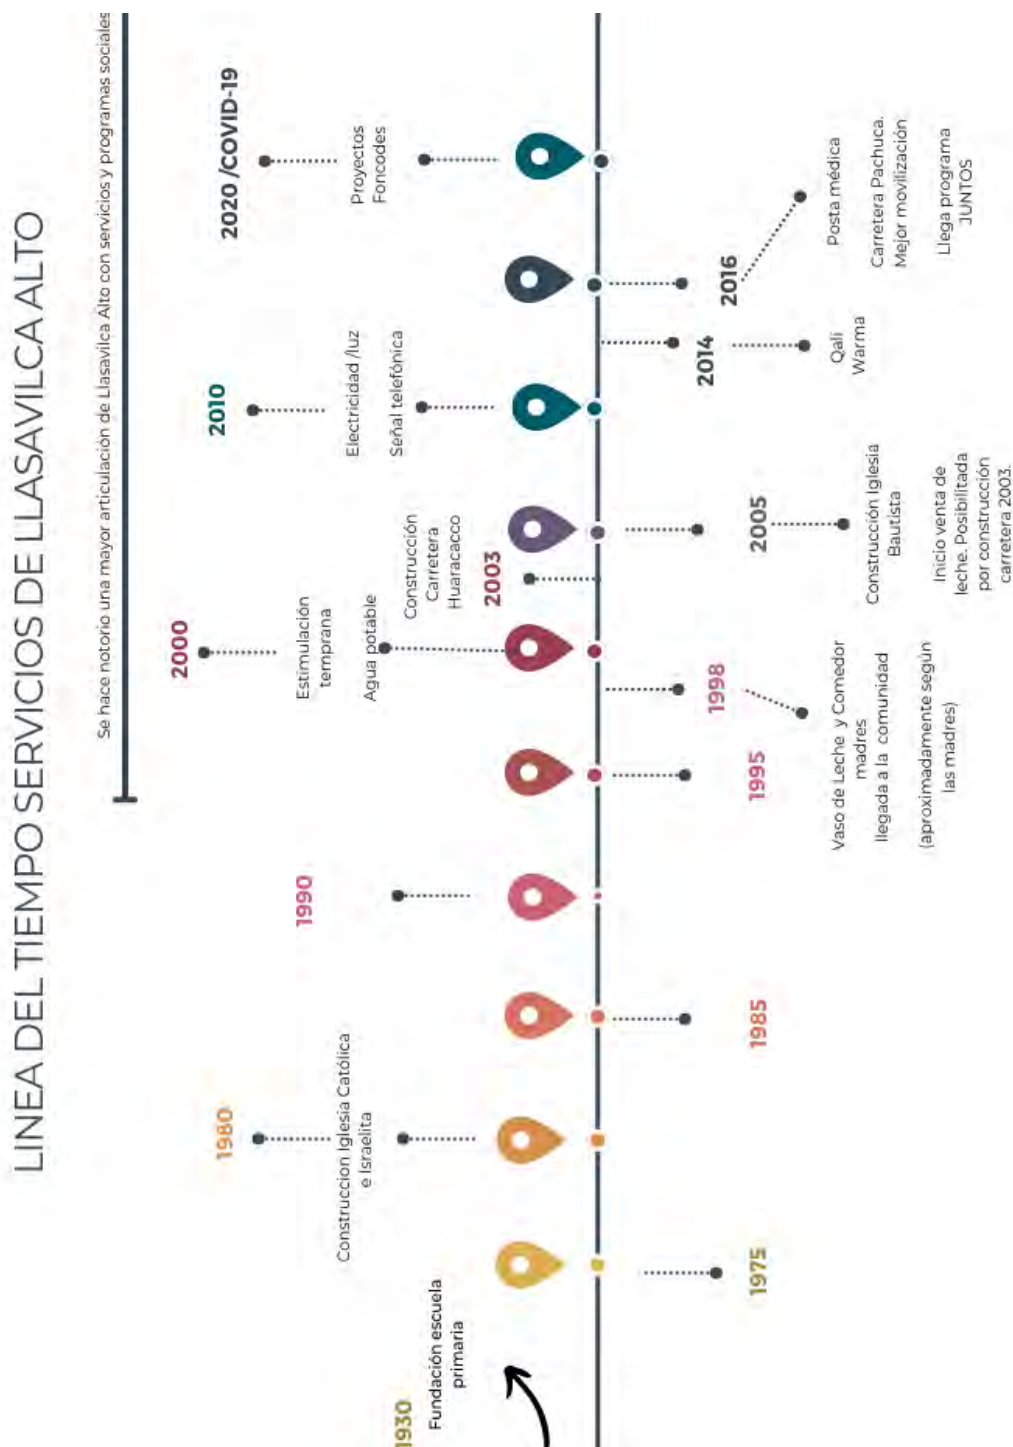 LINEA DEL TIEMPO SERVICIOS DE LLASAVILCA ALTO
Se hace notorio una mayor articulación de Llasavilca Alto con servicios y programas sociales
1930
Fundación escuela
primaria
1975
1980
Construccion Iglesia Católica
e Israelita
1985
1990
1995
1998
Vaso de Leche y Comedor
madres
llegada a la comunidad
(aproximadamente según
las madres)
2000
Estimulación
temprana
Agua potable
Construcción
Carretera
Huaracacco
2003
2005
Construcción Iglesia
Bautista
Inicio venta de
leche. Posibilitada
por construcción
carretera 2003.
2010
Electricidad /luz
Señal telefónica
2014
Qali
Warma
2016
Posta médica
Carretera Pachuca.
Mejor movilización
Llega programa
JUNTOS
2020 /COVID-19
Proyectos
Foncodes